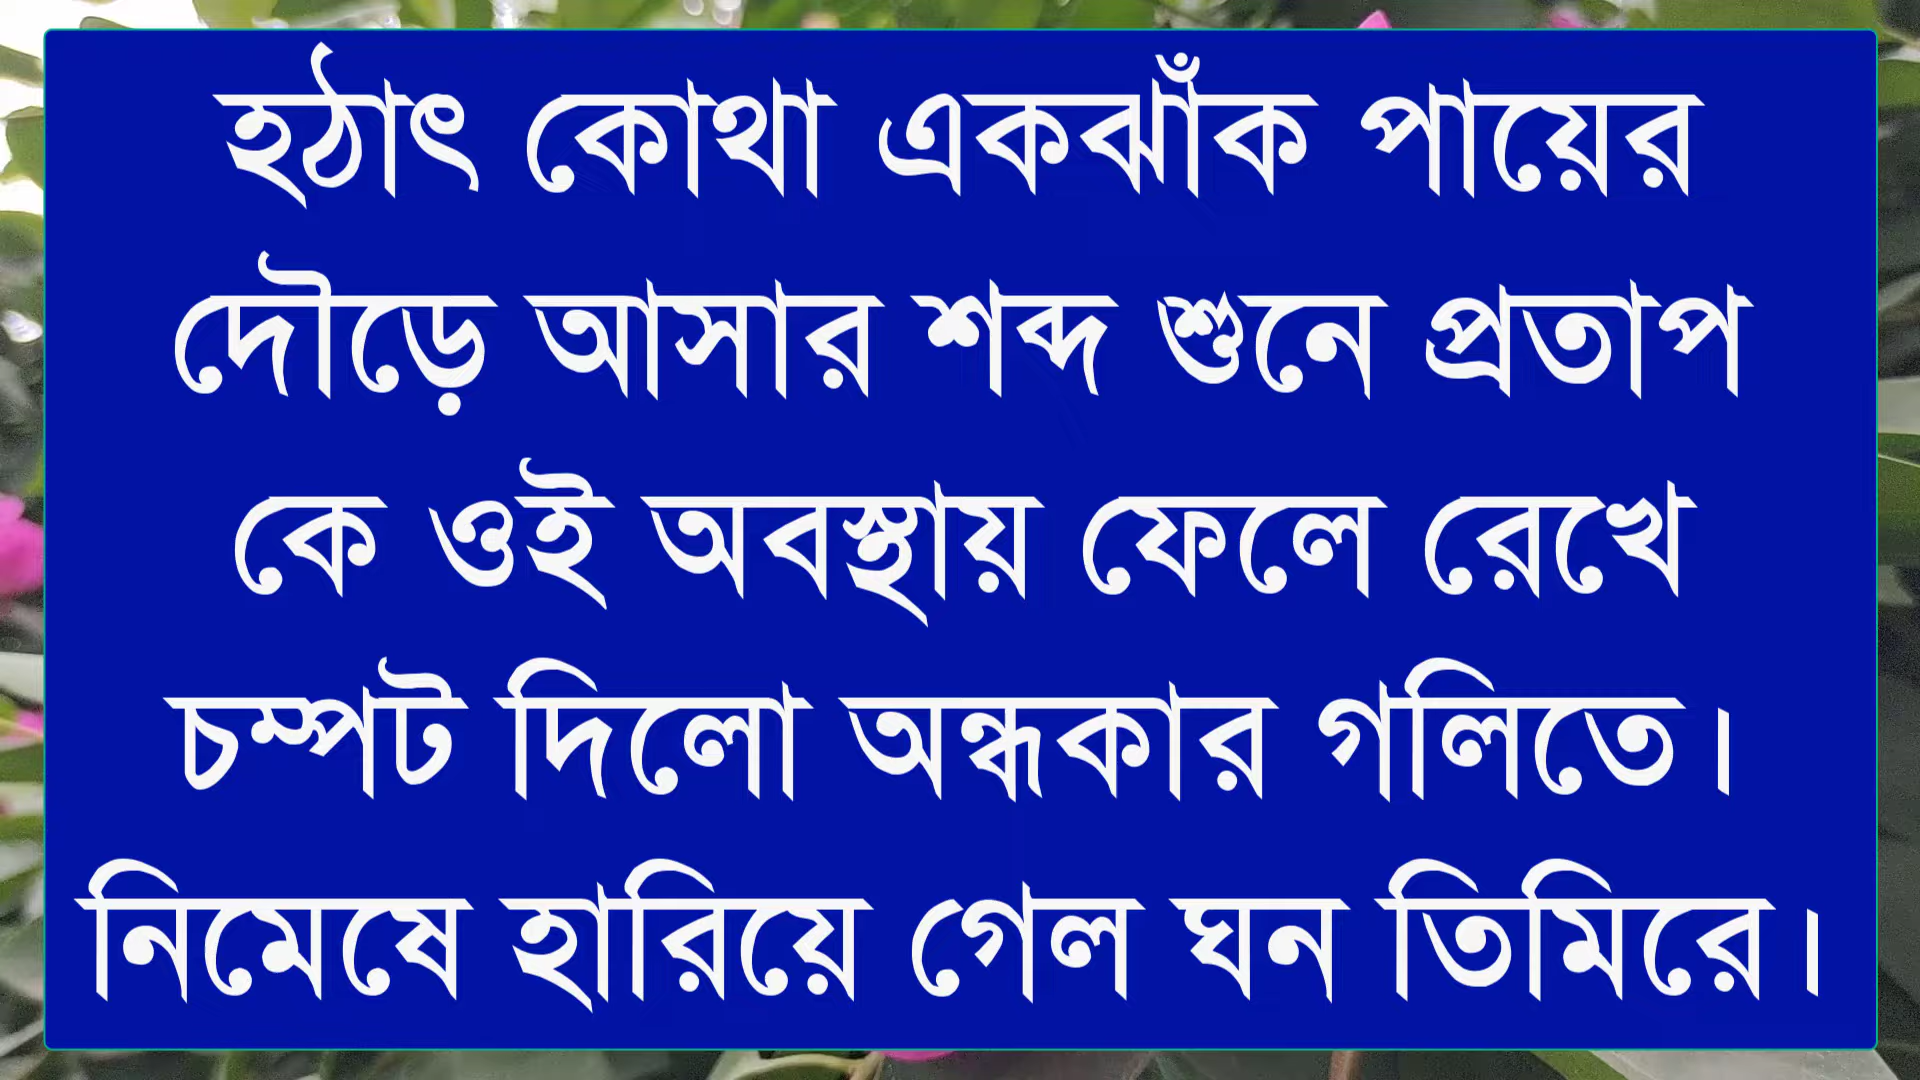 হঠাৎ কোথা একঝাঁক পায়ের
দৌড়ে আসার শব্দ শুনে প্রতাপ
কে ওই অবস্থায় ফেলে রেখে
চম্পট দিলো অন্ধকার গলিতে।
নিমেষে হারিয়ে গেল ঘন তিমিরে।